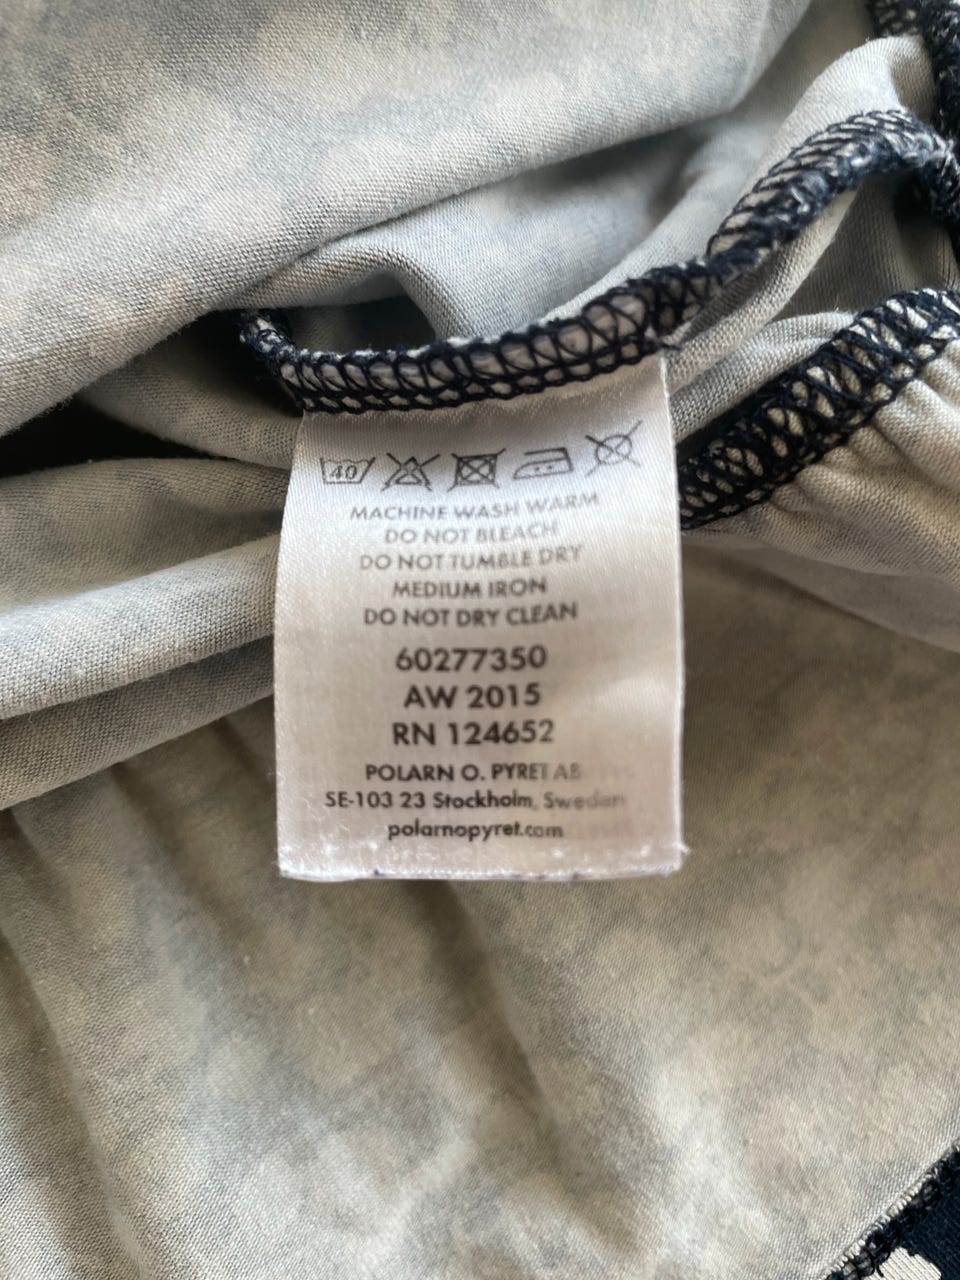 40
MACHINE WASH WARM
DO NOT BLEACH
DO NOT TUMBLE DRY
MEDIUM IRON
DO NOT DRY CLEAN
60277350
AW 2015
RN 124652
POLARN O. PYRET AB
SE-103 23 Stockholm, Sweden
polarnopyret.com